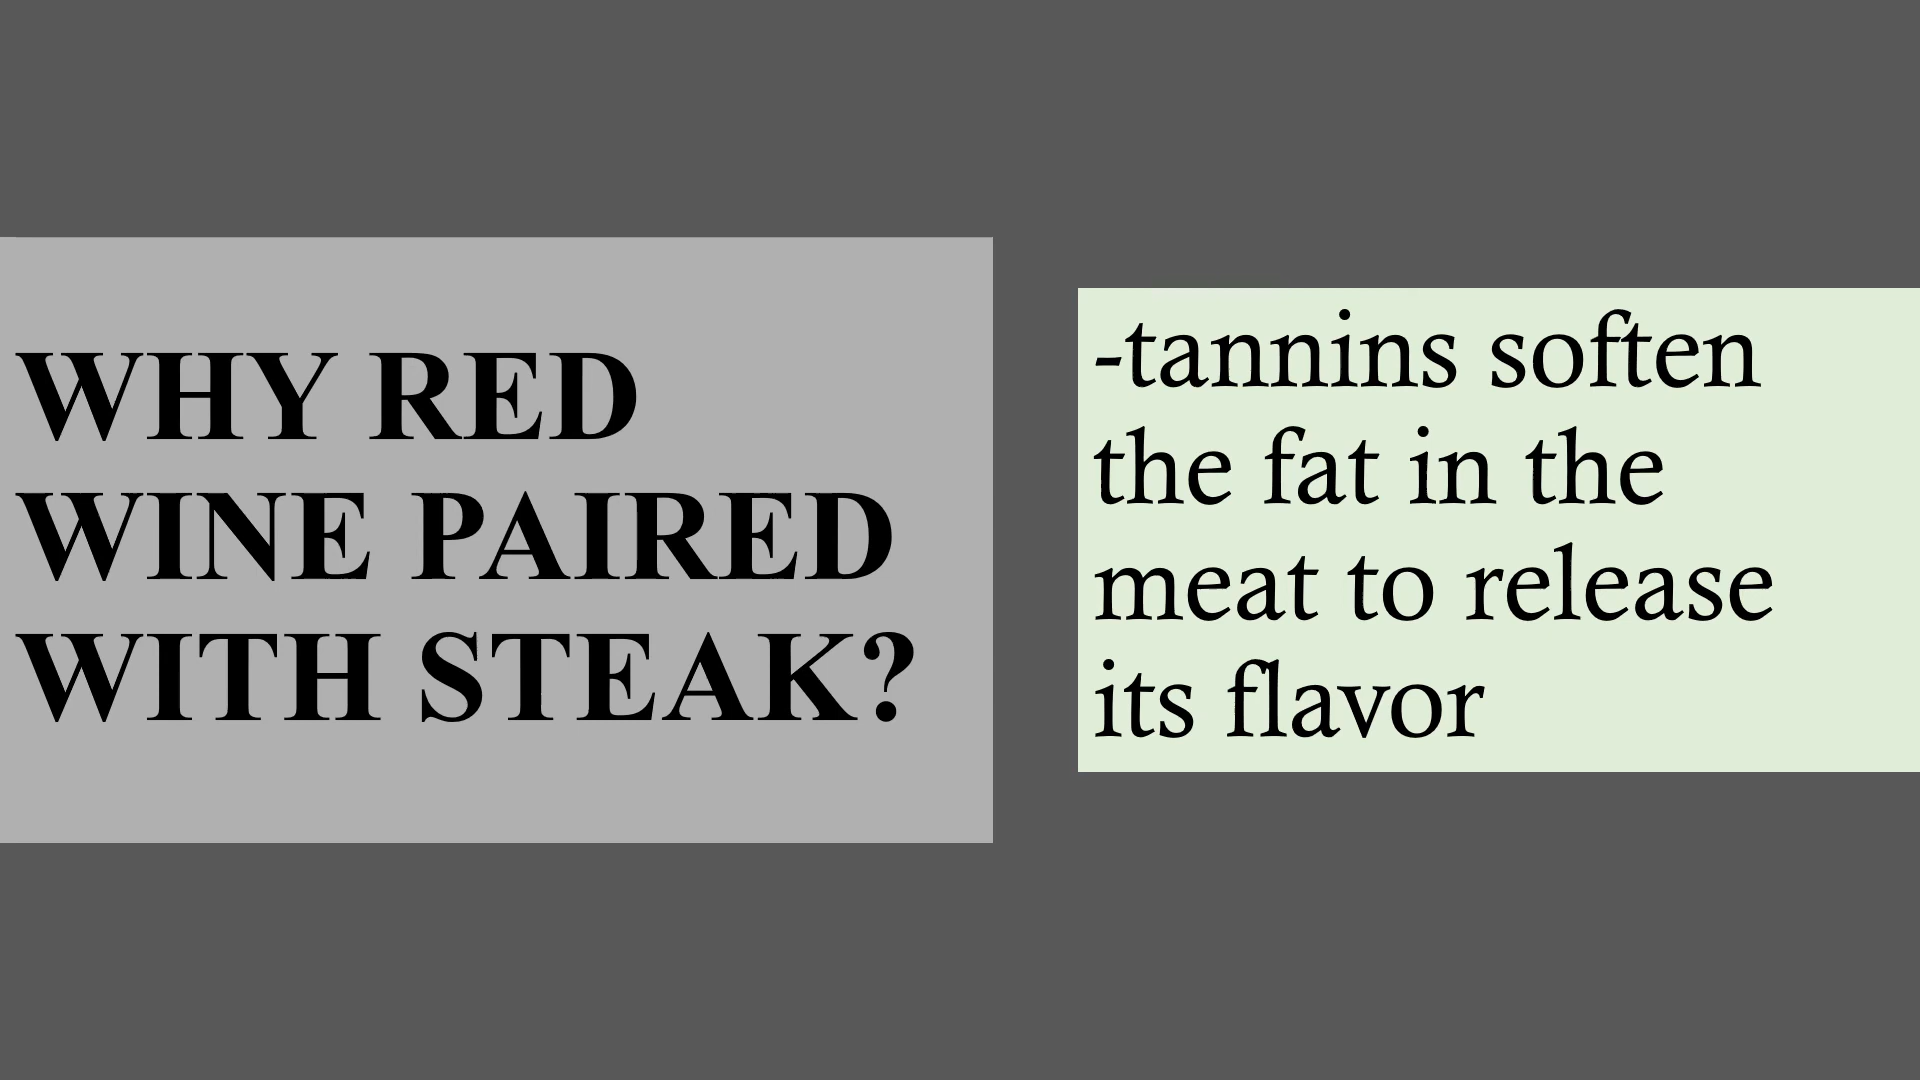 WHY RED
WINE PAIRED
WITH STEAK?
-tannins soften
the fat in the
meat to release
its flavor